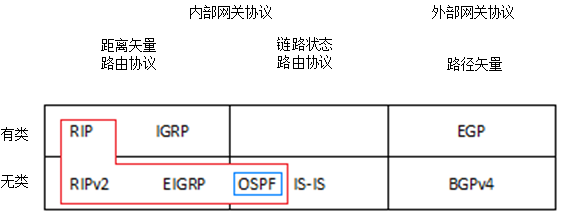 内部网关协议 外部网关协议
距离矢量 链路状态
路由协议 路由协议 路径矢量
有类 RIP IGRP EGP
无类 RIPv2 EIGRP OSPF IS-IS BGPv4